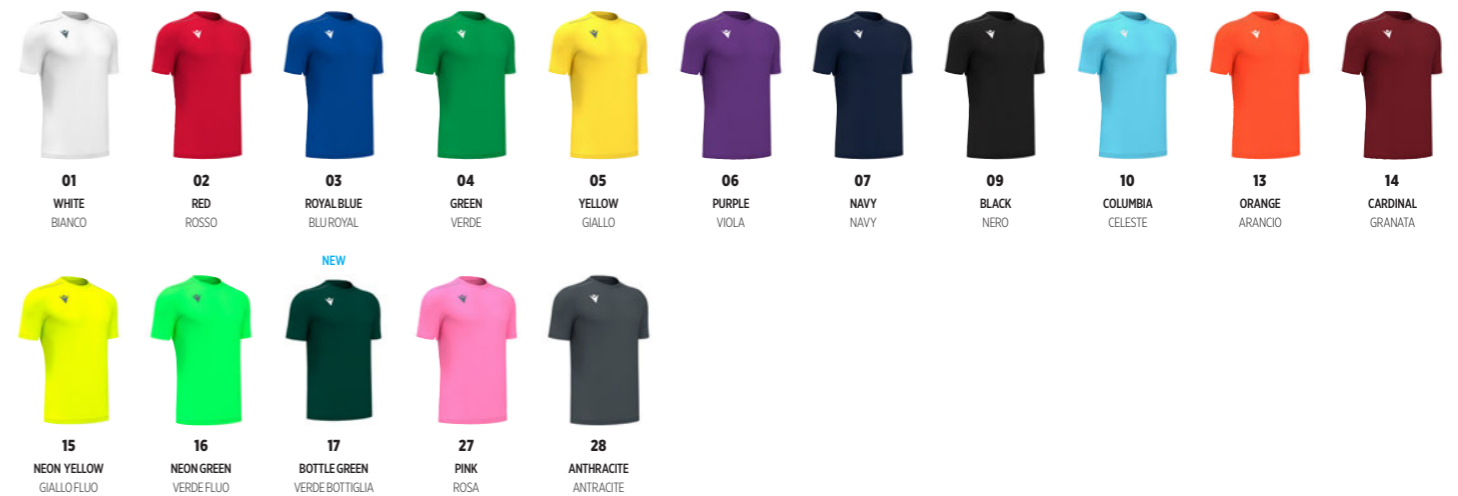 01 02 03 04 05 06 07 09 10 13 14
WHITE RED ROYAL BLUE GREEN YELLOW PURPLE NAVY BLACK COLUMBIA ORANGE CARDINAL
BIANCO ROSSO BLU ROYAL VERDE GIALLO VIOLA NAVY NERO CELESTE ARANCIO GRANATA
NEW
15 16 17 27 28
NEON YELLOW NEON GREEN BOTTLE GREEN PINK ANTHRACITE
GIALLO FLUO VERDE FLUO VERDE BOTTIGLIA ROSA ANTRACITE